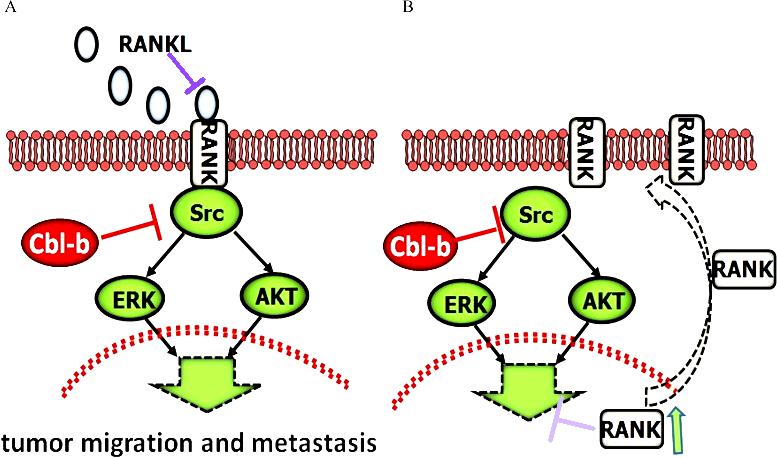 A
B
RANKL
RANK
RANK
RANK
Src
Src
Cbl-b
Cbl-b
ERK
AKT
ERK
AKT
RANK
RANK
tumor migration and metastasis